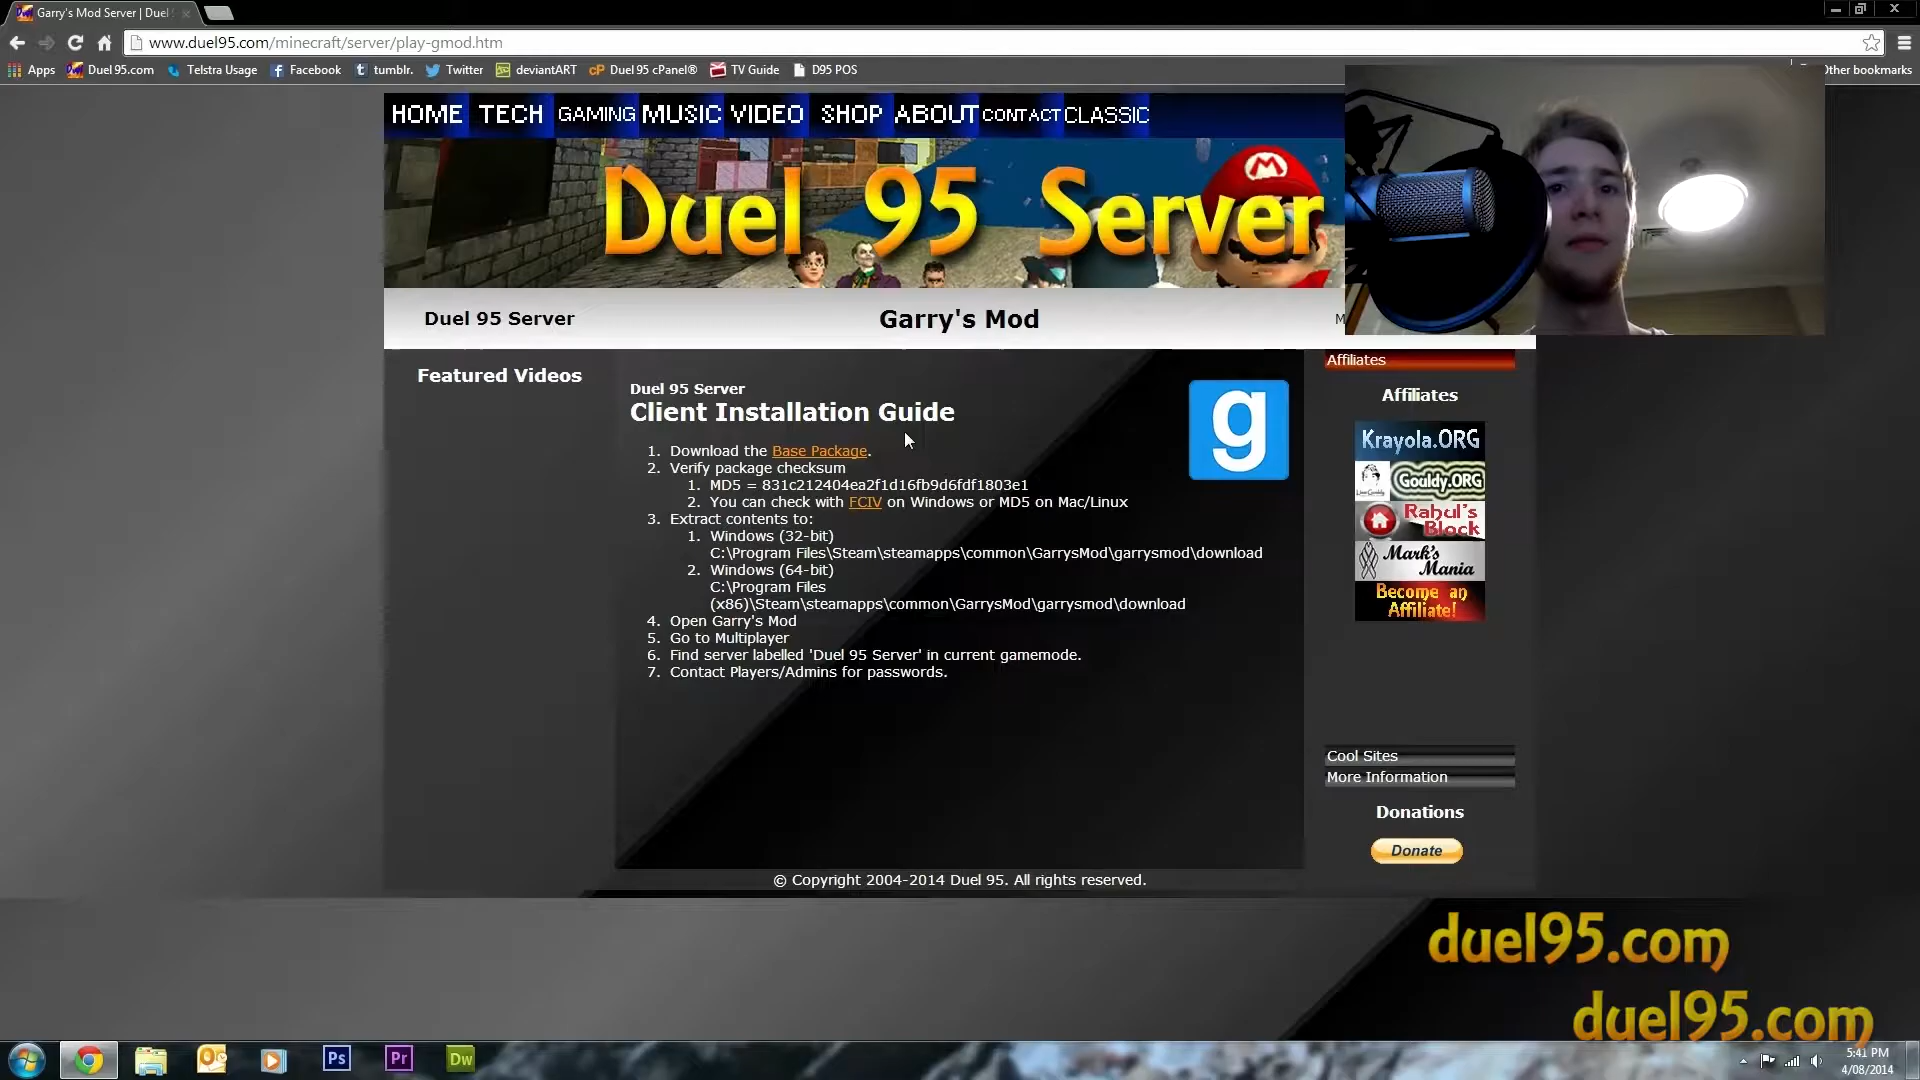 Garry's Mod Server | Duel
www.duel95.com/minecraft/server/play-gmod.htm
Apps Duel 95.com Telstra Usage Facebook tumblr. Twitter deviantART Duel 95 cPanel® TV Guide D95 POS Other bookmarks
HOME TECH GAMING MUSIC VIDEO SHOP ABOUT CONTACT CLASSIC
Duel 95 Server
Duel 95 Server Garry's Mod M
Featured Videos
Duel 95 Server
Client Installation Guide
g
1. Download the Base Package.
2. Verify package checksum
1. MD5 = 831c212404ea2f1d16fb9d6fdf1803e1
2. You can check with FCIV on Windows or MD5 on Mac/Linux
3. Extract contents to:
1. Windows (32-bit)
C:\Program Files\Steam\steamapps\common\GarrysMod\garrysmod\download
2. Windows (64-bit)
C:\Program Files
(x86)\Steam\steamapps\common\GarrysMod\garrysmod\download
4. Open Garry's Mod
5. Go to Multiplayer
6. Find server labelled 'Duel 95 Server' in current gamemode.
7. Contact Players/Admins for passwords.
Affiliates
Affiliates
Krayola.ORG
Gouldy.ORG
Rahul's
Block
Mark's
Mania
Become an
Affiliate!
Cool Sites
More Information
Donations
Donate
© Copyright 2004-2014 Duel 95. All rights reserved.
duel95.com
duel95.com
Ps Pr Dw
5:41 PM
4/08/2014